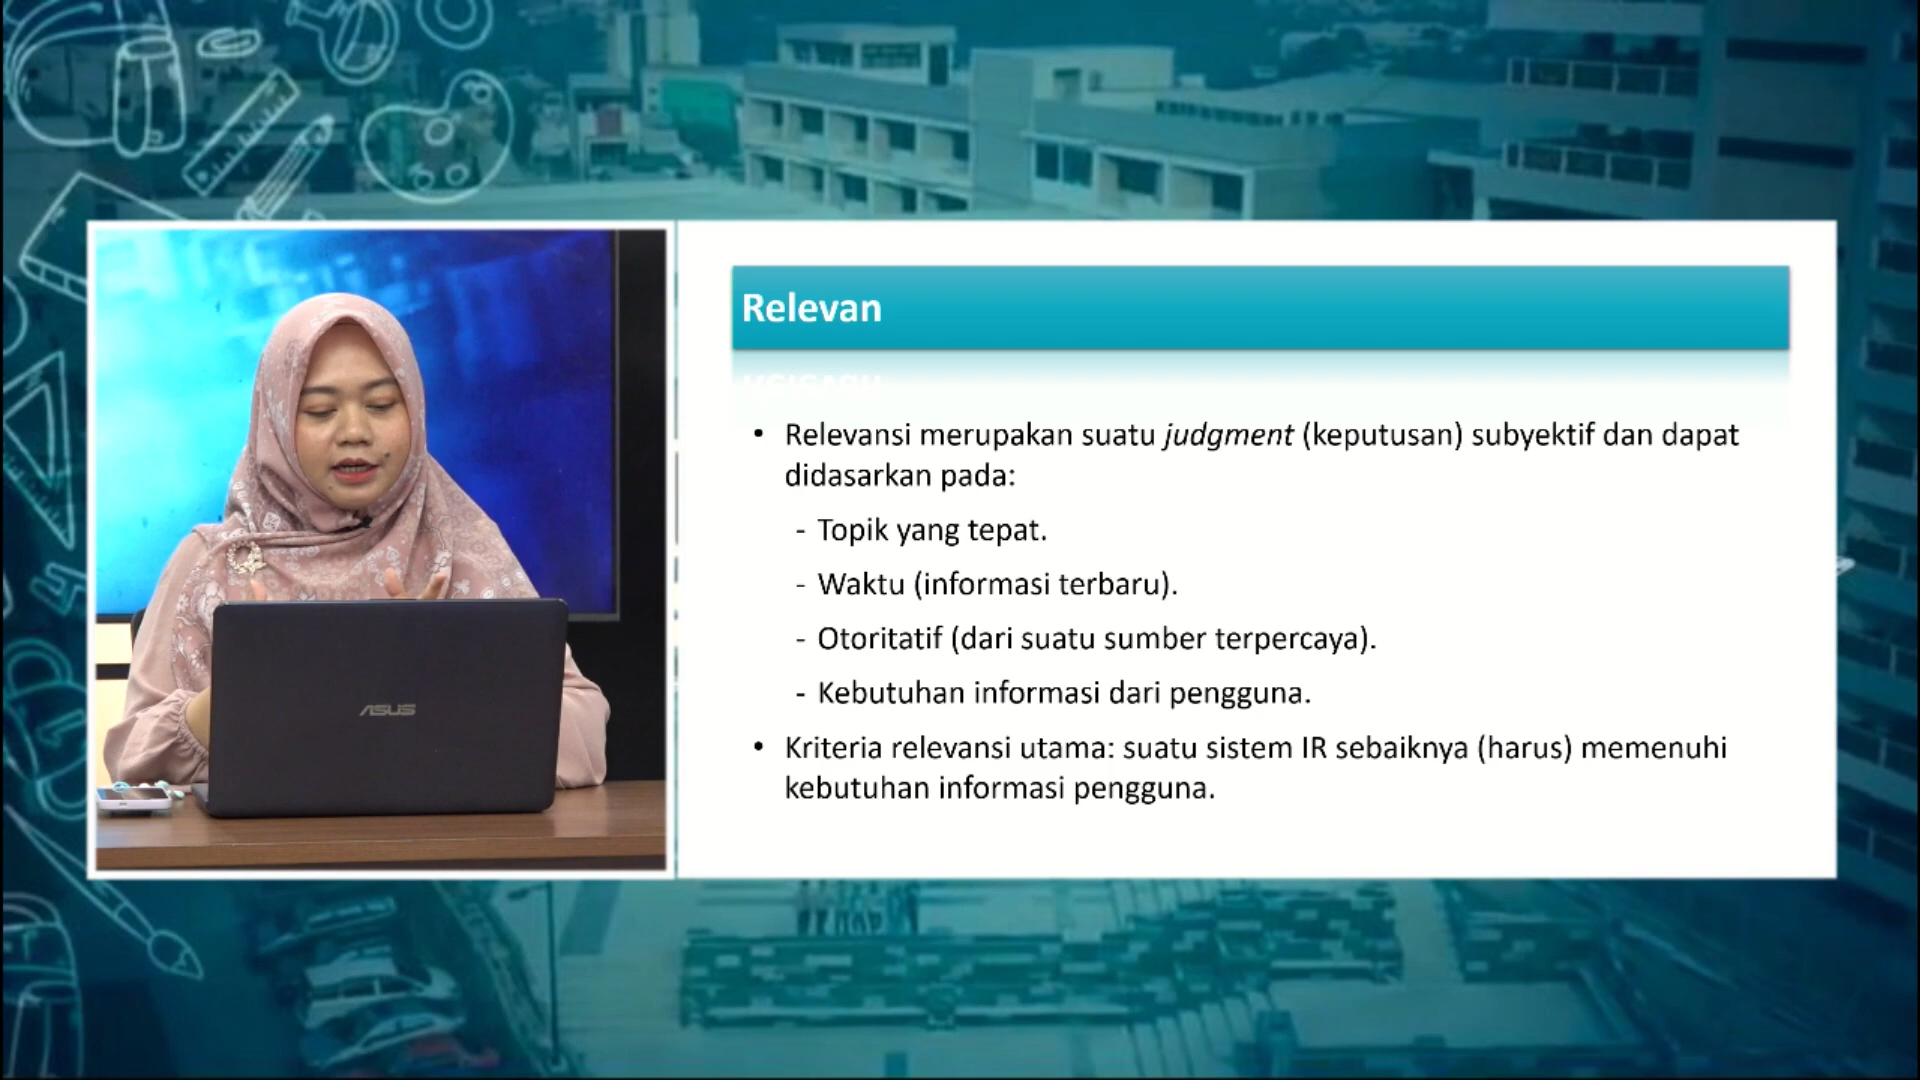 Relevan
• Relevansi merupakan suatu judgment (keputusan) subyektif dan dapat
didasarkan pada:
- Topik yang tepat.
- Waktu (informasi terbaru).
- Otoritatif (dari suatu sumber terpercaya).
- Kebutuhan informasi dari pengguna.
• Kriteria relevansi utama: suatu sistem IR sebaiknya (harus) memenuhi
kebutuhan informasi pengguna.
ASUS